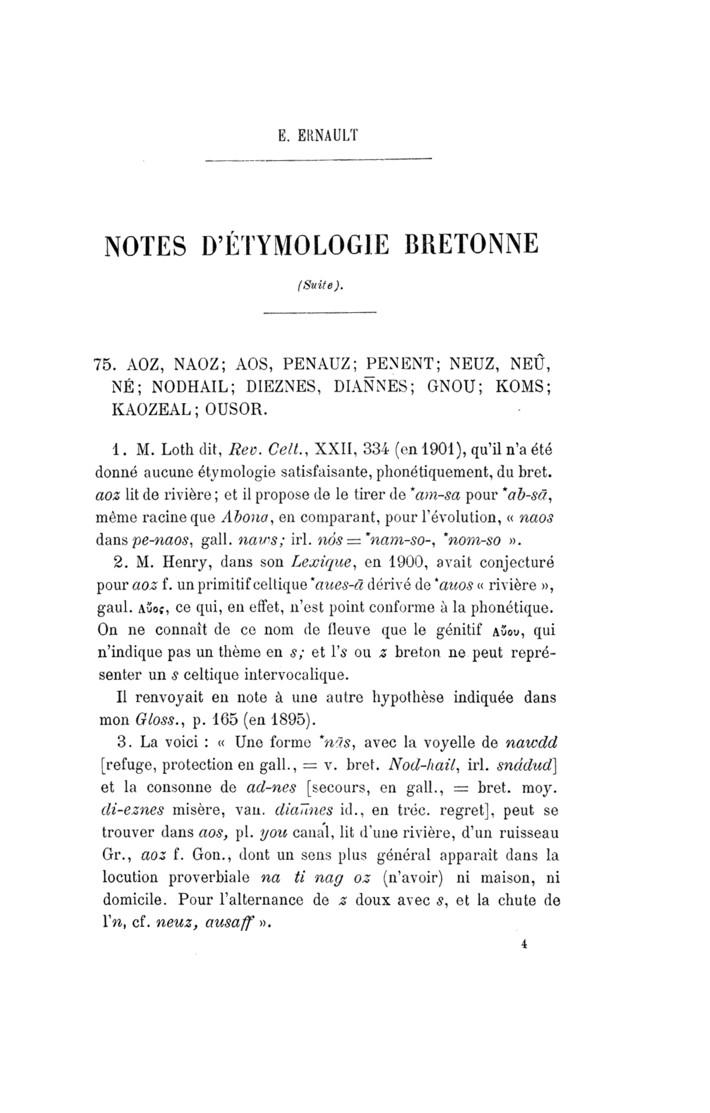 E. ERNAULT
NOTES D'ÉTYMOLOGIE BRETONNE
(Suite).
75. AOZ, NAOZ; AOS, PENAUZ; PENENT; NEUZ, NEÛ,
NÉ; NODHAIL; DIEZNES, DIAN̅NES; GNOU; KOMS;
KAOZEAL; OUSOR.
1. M. Loth dit, Rev. Celt., XXII, 334 (en 1901), qu'il n'a été
donné aucune étymologie satisfaisante, phonétiquement, du bret.
aoz lit de rivière; et il propose de le tirer de *am-sa pour *ab-sā,
même racine que Abona, en comparant, pour l'évolution, « naos
dans pe-naos, gall. naws; irl. nós = *nam-so-, *nom-so ».
2. M. Henry, dans son Lexique, en 1900, avait conjecturé
pour aoz f. un primitif celtique *aues-ā dérivé de *auos « rivière »,
gaul. Αὖος, ce qui, en effet, n'est point conforme à la phonétique.
On ne connaît de ce nom de fleuve que le génitif Αὖου, qui
n'indique pas un thème en s; et l's ou z breton ne peut repré-
senter un s celtique intervocalique.
Il renvoyait en note à une autre hypothèse indiquée dans
mon Gloss., p. 165 (en 1895).
3. La voici : « Une forme *nās, avec la voyelle de nawdd
[refuge, protection en gall., = v. bret. Nod-hail, irl. snádud]
et la consonne de ad-nes [secours, en gall., = bret. moy.
di-eznes misère, van. dian̅nes id., en tréc. regret], peut se
trouver dans aos, pl. you canal, lit d'une rivière, d'un ruisseau
Gr., aoz f. Gon., dont un sens plus général apparait dans la
locution proverbiale na ti nag oz (n'avoir) ni maison, ni
domicile. Pour l'alternance de z doux avec s, et la chute de
l'n, cf. neuz, ausaff ».
4